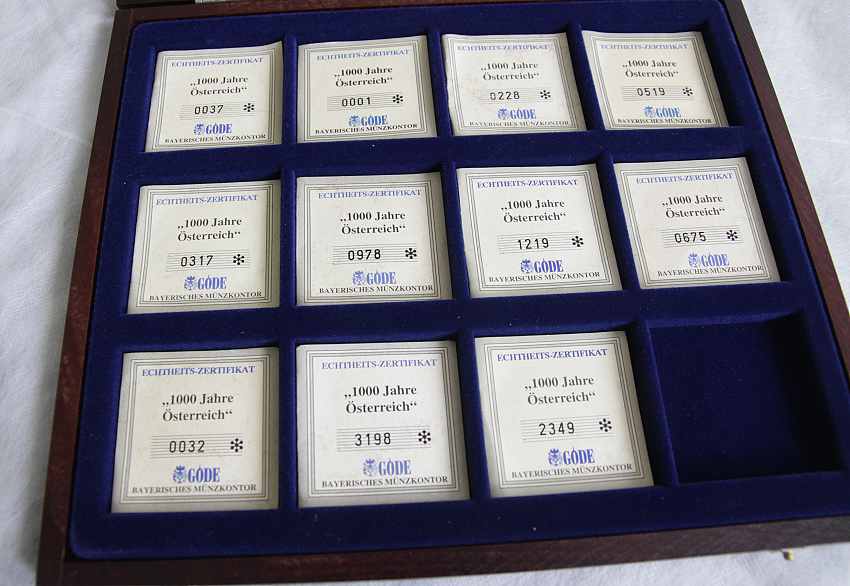 ECHTHEITS-ZERTIFIKAT
„1000 Jahre
Österreich“
0037 *
GÖDE
BAYERISCHES MÜNZKONTOR
ECHTHEITS-ZERTIFIKAT
„1000 Jahre
Österreich“
0001 *
GÖDE
BAYERISCHES MÜNZKONTOR
ECHTHEITS-ZERTIFIKAT
„1000 Jahre
Österreich“
0228 *
GÖDE
BAYERISCHES MÜNZKONTOR
ECHTHEITS-ZERTIFIKAT
„1000 Jahre
Österreich“
0519 *
GÖDE
BAYERISCHES MÜNZKONTOR
ECHTHEITS-ZERTIFIKAT
„1000 Jahre
Österreich“
0317 *
GÖDE
BAYERISCHES MÜNZKONTOR
ECHTHEITS-ZERTIFIKAT
„1000 Jahre
Österreich“
0978 *
GÖDE
BAYERISCHES MÜNZKONTOR
ECHTHEITS-ZERTIFIKAT
„1000 Jahre
Österreich“
1219 *
GÖDE
BAYERISCHES MÜNZKONTOR
ECHTHEITS-ZERTIFIKAT
„1000 Jahre
Österreich“
0675 *
GÖDE
BAYERISCHES MÜNZKONTOR
ECHTHEITS-ZERTIFIKAT
„1000 Jahre
Österreich“
0032 *
GÖDE
BAYERISCHES MÜNZKONTOR
ECHTHEITS-ZERTIFIKAT
„1000 Jahre
Österreich“
3198 *
GÖDE
BAYERISCHES MÜNZKONTOR
ECHTHEITS-ZERTIFIKAT
„1000 Jahre
Österreich“
2349 *
GÖDE
BAYERISCHES MÜNZKONTOR